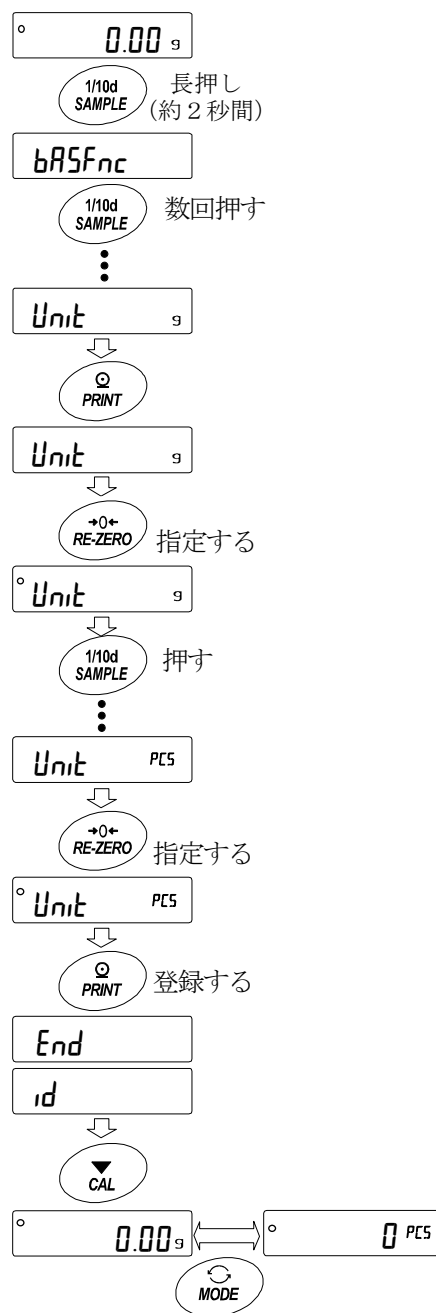 0.00 g
1/10d
SAMPLE
長押し
(約２秒間)
bASFnc
1/10d
SAMPLE
数回押す
Unit g
PRINT
Unit g
→0←
RE-ZERO
指定する
Unit g
1/10d
SAMPLE
押す
Unit PCS
→0←
RE-ZERO
指定する
Unit PCS
PRINT
登録する
End
id
CAL
0.00 g
0 PCS
MODE